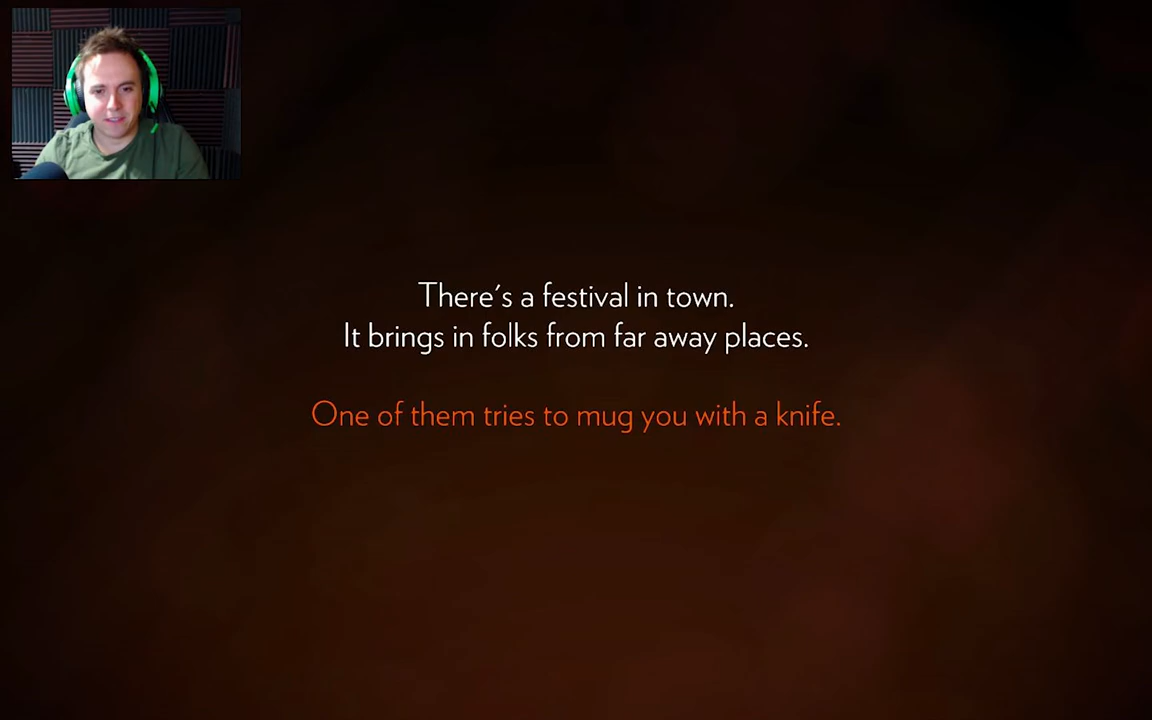 There's a festival in town.
It brings in folks from far away places.
One of them tries to mug you with a knife.